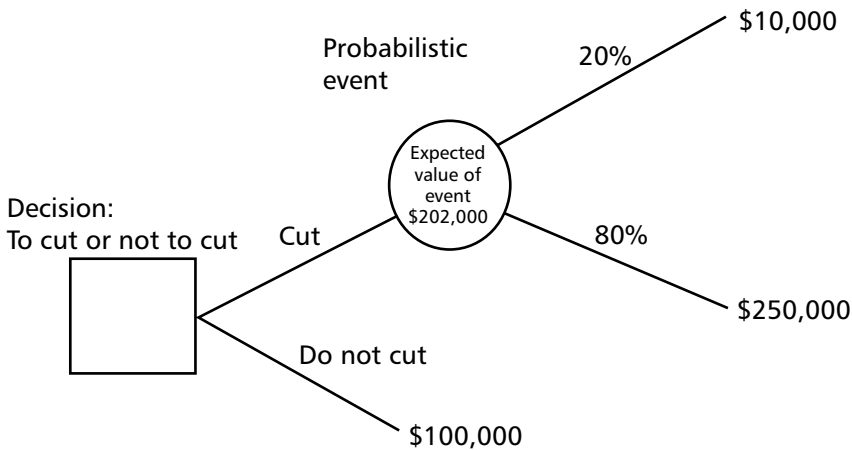 $10,000
Probabilistic
event
20%
Expected
value of
event
$202,000
Decision:
To cut or not to cut
Cut
80%
$250,000
Do not cut
$100,000